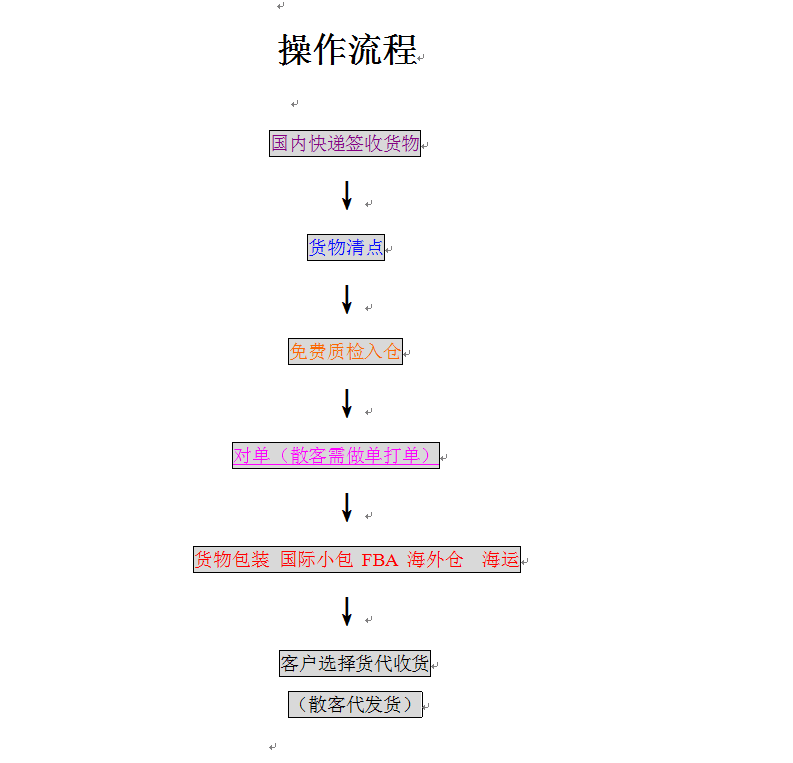 操作流程
国内快递签收货物
货物清点
免费质检入仓
对单（散客需做单打单）
货物包装 国际小包 FBA 海外仓 海运
客户选择货代收货
（散客代发货）